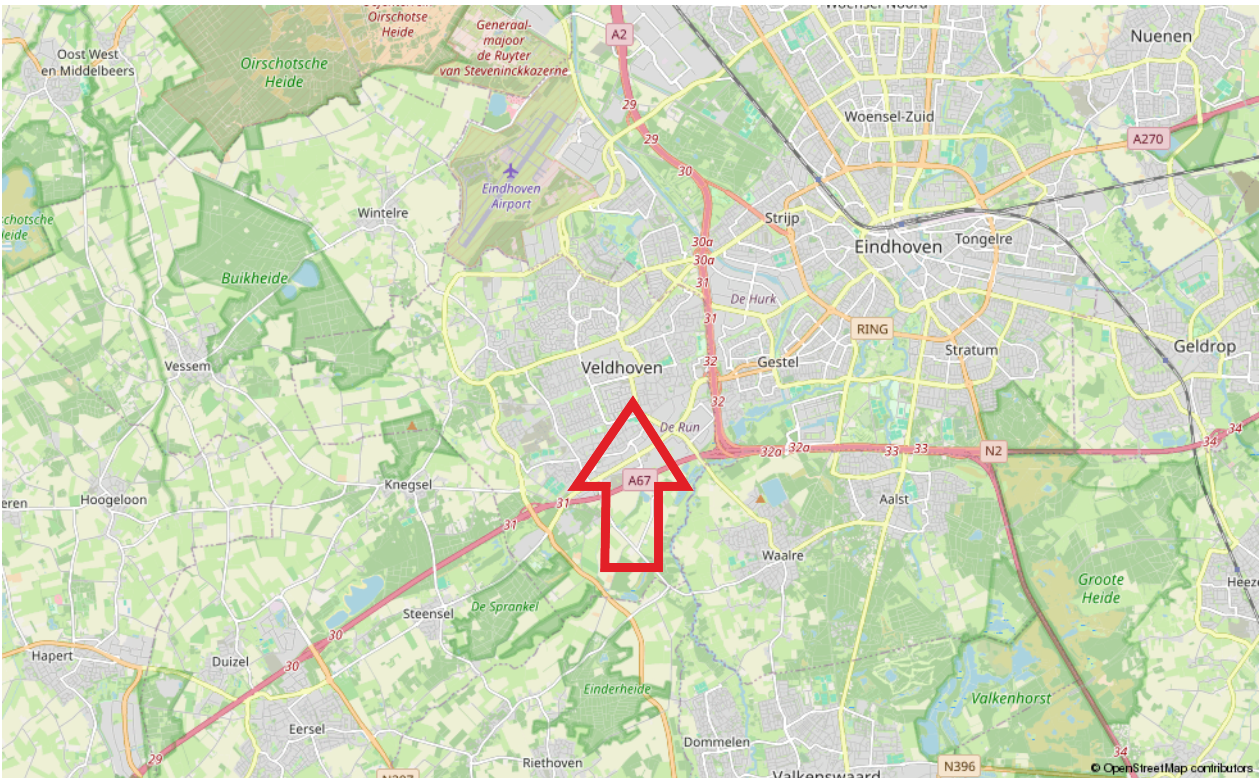 Oirschotse
Heide
Generaal-
majoor
de Ruyter
van Steveninckkazerne
A2
Nuenen
Oost West
en Middelbeers
Oirschotse
Heide
29
29
Woensel-Zuid
A270
30
Eindhoven
Airport
Wintelre
Strijp
Tongelre
Eindhoven
30a
30a
Buikheide
31
De Hurk
31
RING
Stratum
Geldrop
Vessem
Veldhoven
32
Gestel
32
De Run
34
34
32a
32a
33
33
N2
A67
Knegsel
Hoogeloon
31
31
Aalst
Waalre
Groote
Heide
Heeze
Steensel
De Sprankel
30
Hapert
Duizel
30
Einderheide
Valkenhorst
Eersel
Dommelen
34
29
Riethoven
N396
Valkenswaard
© OpenStreetMap contributors